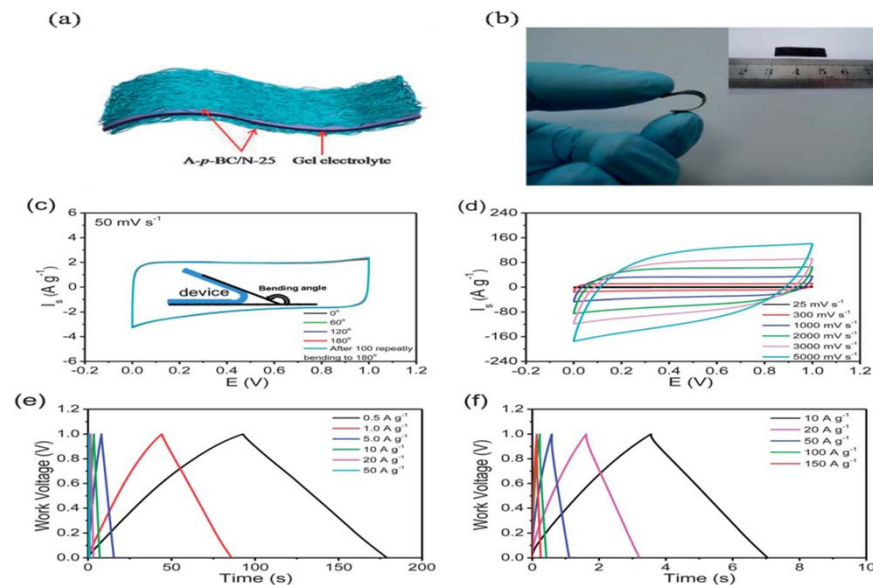 (a)
A-p-BC/N-25
Gel electrolyte
(b)
2 3 4 5 6
(c)
50 mV s⁻¹
Iₛ (A g⁻¹)
6
4
2
0
-2
-4
-6
device
Bending angle
0°
60°
120°
180°
After 100 repeatly
bending to 180°
-0.2 0.0 0.2 0.4 0.6 0.8 1.0 1.2
E (V)
(d)
Iₛ (A g⁻¹)
240
160
80
0
-80
-160
-240
25 mV s⁻¹
300 mV s⁻¹
1000 mV s⁻¹
2000 mV s⁻¹
3000 mV s⁻¹
5000 mV s⁻¹
-0.2 0.0 0.2 0.4 0.6 0.8 1.0 1.2
E (V)
(e)
Work Voltage (V)
1.2
1.0
0.8
0.6
0.4
0.2
0.0
0.5 A g⁻¹
1.0 A g⁻¹
5.0 A g⁻¹
10 A g⁻¹
20 A g⁻¹
50 A g⁻¹
0 50 100 150 200
Time (s)
(f)
Work Voltage (V)
1.2
1.0
0.8
0.6
0.4
0.2
0.0
10 A g⁻¹
20 A g⁻¹
50 A g⁻¹
100 A g⁻¹
150 A g⁻¹
0 2 4 6 8 10
Time (s)